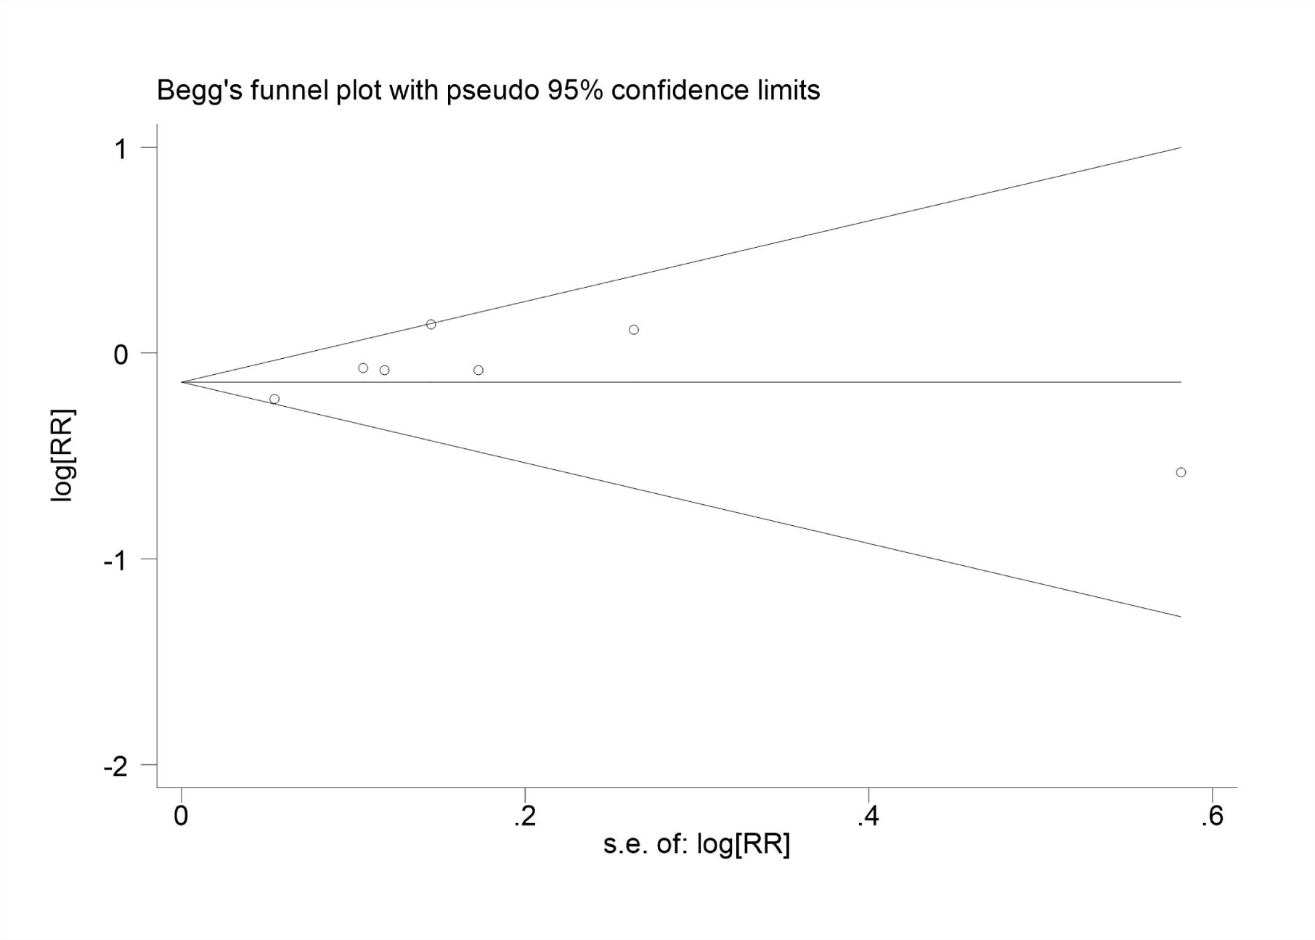 Begg's funnel plot with pseudo 95% confidence limits
1
0
-1
-2
log[RR]
0 .2 .4 .6
s.e. of: log[RR]